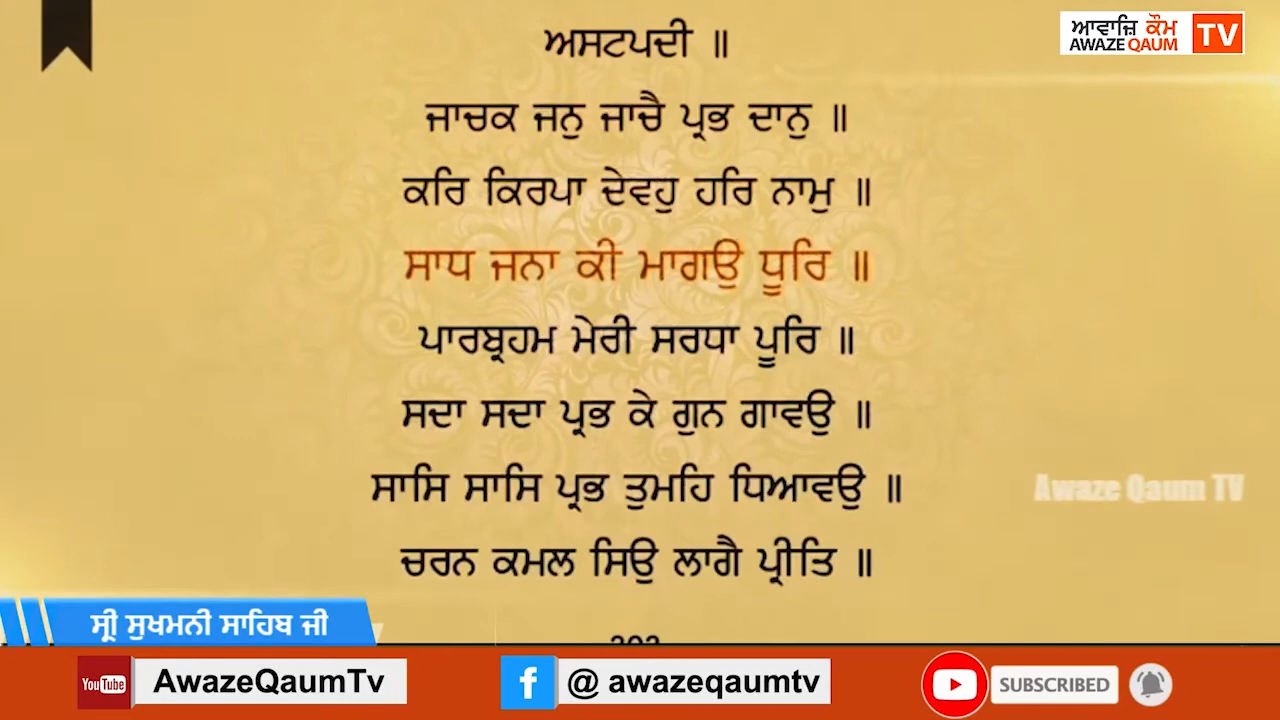 ਆਵਾਜ਼ਿ ਕੌਮ
AWAZE QAUM TV
ਅਸਟਪਦੀ ॥
ਜਾਚਕ ਜਨੁ ਜਾਚੈ ਪ੍ਰਭ ਦਾਨੁ ॥
ਕਰਿ ਕਿਰਪਾ ਦੇਵਹੁ ਹਰਿ ਨਾਮੁ ॥
ਸਾਧ ਜਨਾ ਕੀ ਮਾਗਉ ਧੂਰਿ ॥
ਪਾਰਬ੍ਰਹਮ ਮੇਰੀ ਸਰਧਾ ਪੂਰਿ ॥
ਸਦਾ ਸਦਾ ਪ੍ਰਭ ਕੇ ਗੁਨ ਗਾਵਉ ॥
ਸਾਸਿ ਸਾਸਿ ਪ੍ਰਭ ਤੁਮਹਿ ਧਿਆਵਉ ॥
Awaze Qaum TV
ਚਰਨ ਕਮਲ ਸਿਉ ਲਾਗੈ ਪ੍ਰੀਤਿ ॥
ਸ੍ਰੀ ਸੁਖਮਨੀ ਸਾਹਿਬ ਜੀ
YouTube AwazeQaumTv
f @ awazeqaumtv
SUBSCRIBED